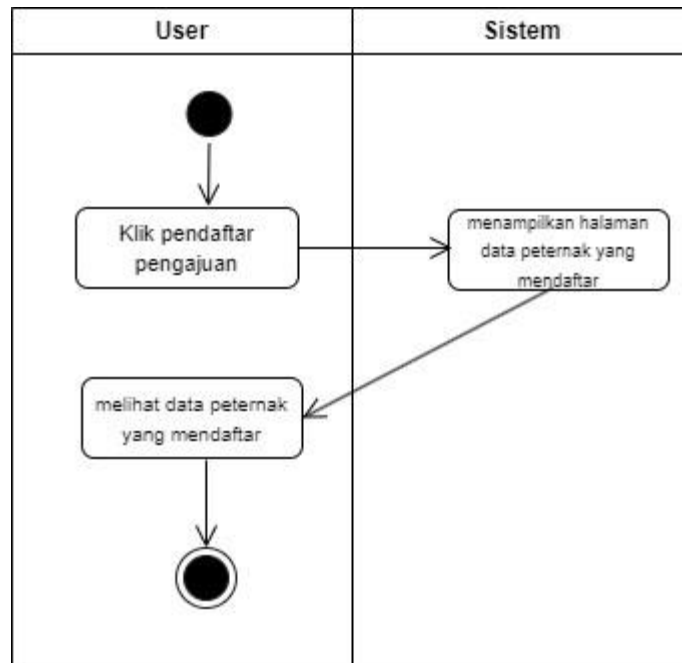 User
Sistem
Klik pendaftar
pengajuan
menampilkan halaman
data peternak yang
mendaftar
melihat data peternak
yang mendaftar